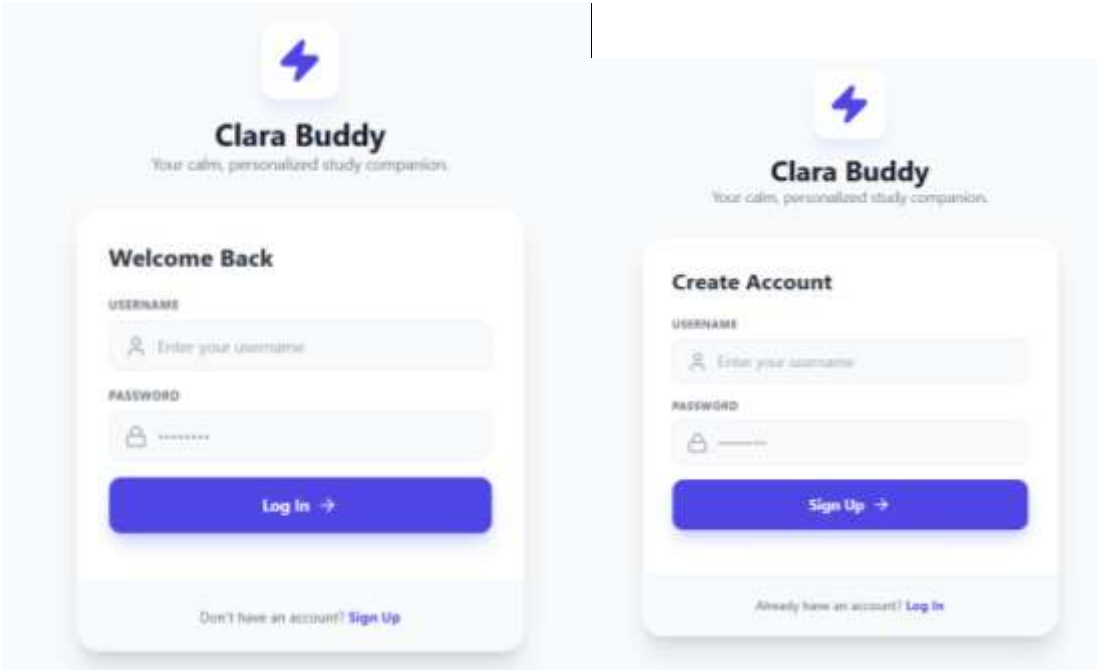 Clara Buddy
Your calm, personalized study companion.
Welcome Back
USERNAME
Enter your username
PASSWORD
Log In →
Don't have an account? Sign Up
Clara Buddy
Your calm, personalized study companion.
Create Account
USERNAME
Enter your username
PASSWORD
Sign Up →
Already have an account? Log In